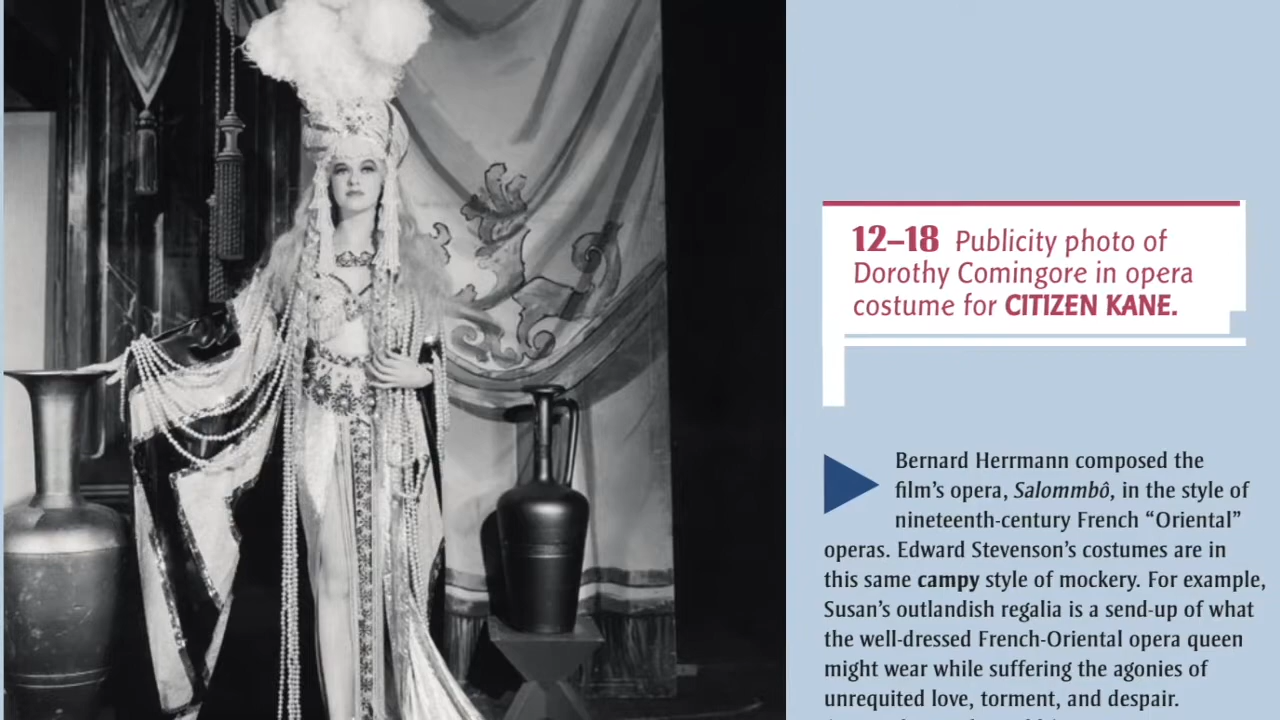 12–18 Publicity photo of
Dorothy Comingore in opera
costume for CITIZEN KANE.
Bernard Herrmann composed the
film's opera, Salommbô, in the style of
nineteenth-century French “Oriental”
operas. Edward Stevenson's costumes are in
this same campy style of mockery. For example,
Susan's outlandish regalia is a send-up of what
the well-dressed French-Oriental opera queen
might wear while suffering the agonies of
unrequited love, torment, and despair.